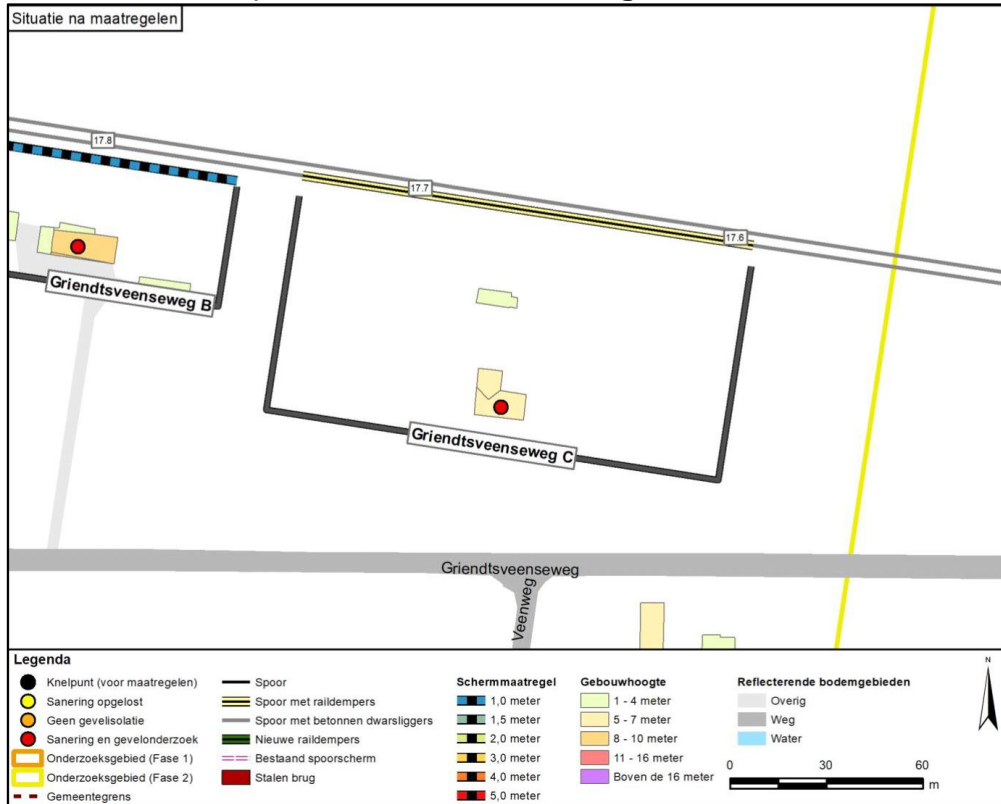 Situatie na maatregelen
17.8
17.7
17.6
Griendtsveenseweg B
Griendtsveenseweg C
Griendtsveenseweg
Veenweg
Legenda
Knelpunt (voor maatregelen)
Sanering opgelost
Geen gevelisolatie
Sanering en gevelonderzoek
Onderzoeksgebied (Fase 1)
Onderzoeksgebied (Fase 2)
Gemeentegrens
Spoor
Spoor met raildempers
Spoor met betonnen dwarsliggers
Nieuwe raildempers
Bestaand spoorscherm
Stalen brug
Schermmaatregel
1,0 meter
1,5 meter
2,0 meter
3,0 meter
4,0 meter
5,0 meter
Gebouwhoogte
1 - 4 meter
5 - 7 meter
8 - 10 meter
11 - 16 meter
Boven de 16 meter
Reflecterende bodemgebieden
Overig
Weg
Water
N
0 30 60
m